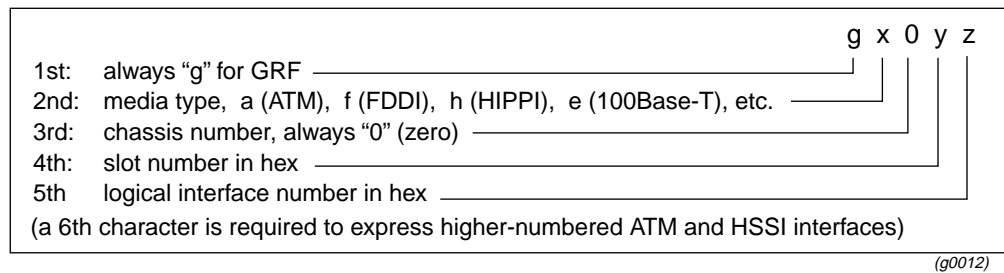 g x 0 y z
1st: always “g” for GRF
2nd: media type, a (ATM), f (FDDI), h (HIPPI), e (100Base-T), etc.
3rd: chassis number, always “0” (zero)
4th: slot number in hex
5th logical interface number in hex
(a 6th character is required to express higher-numbered ATM and HSSI interfaces)
(g0012)